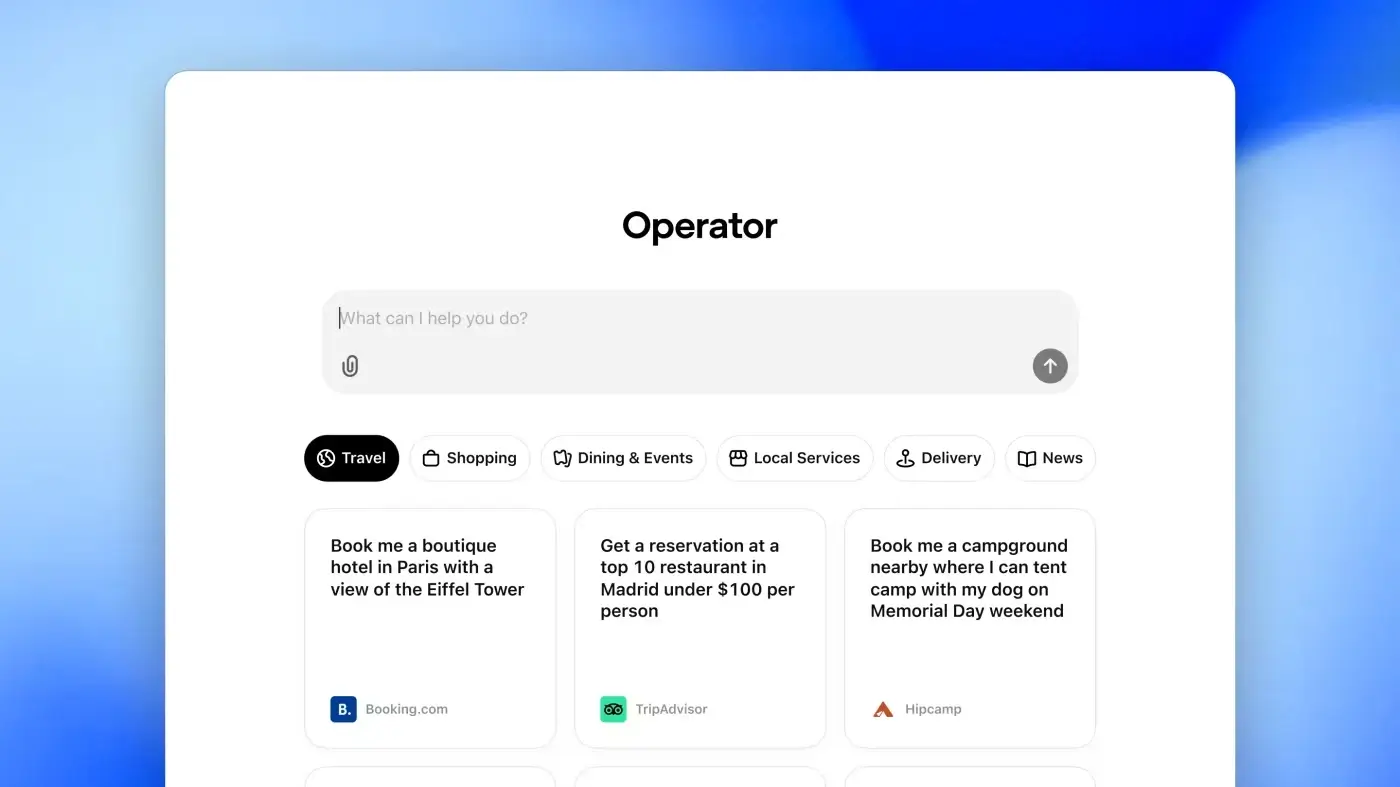 Operator
What can I help you do?
Travel
Shopping
Dining & Events
Local Services
Delivery
News
Book me a boutique
hotel in Paris with a
view of the Eiffel Tower
B. Booking.com
Get a reservation at a
top 10 restaurant in
Madrid under $100 per
person
TripAdvisor
Book me a campground
nearby where I can tent
camp with my dog on
Memorial Day weekend
Hipcamp